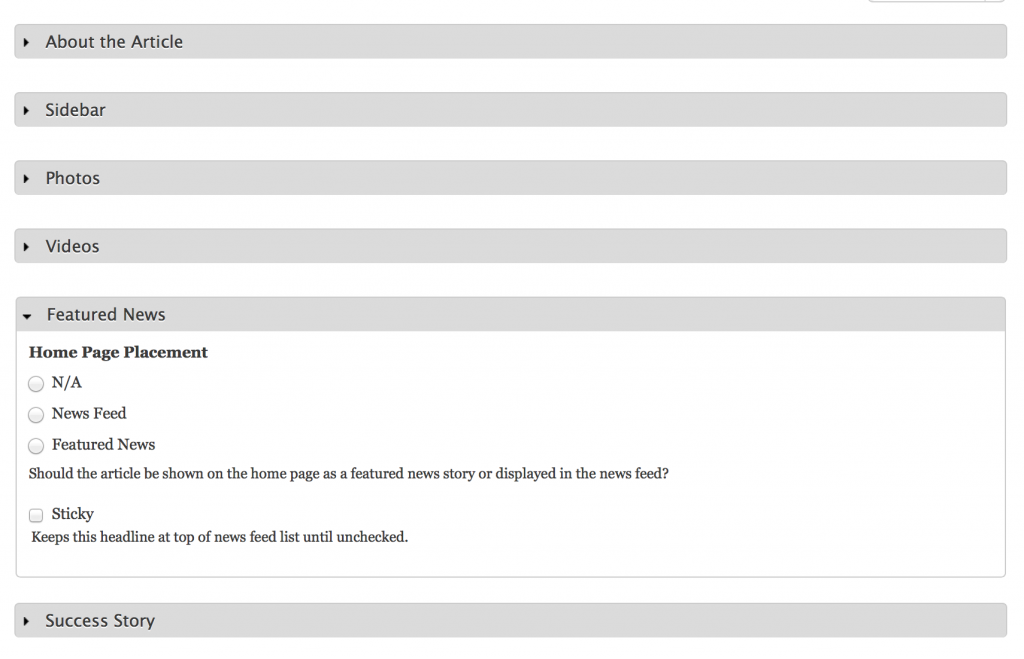 About the Article
Sidebar
Photos
Videos
Featured News
Home Page Placement
N/A
News Feed
Featured News
Should the article be shown on the home page as a featured news story or displayed in the news feed?
Sticky
Keeps this headline at top of news feed list until unchecked.
Success Story